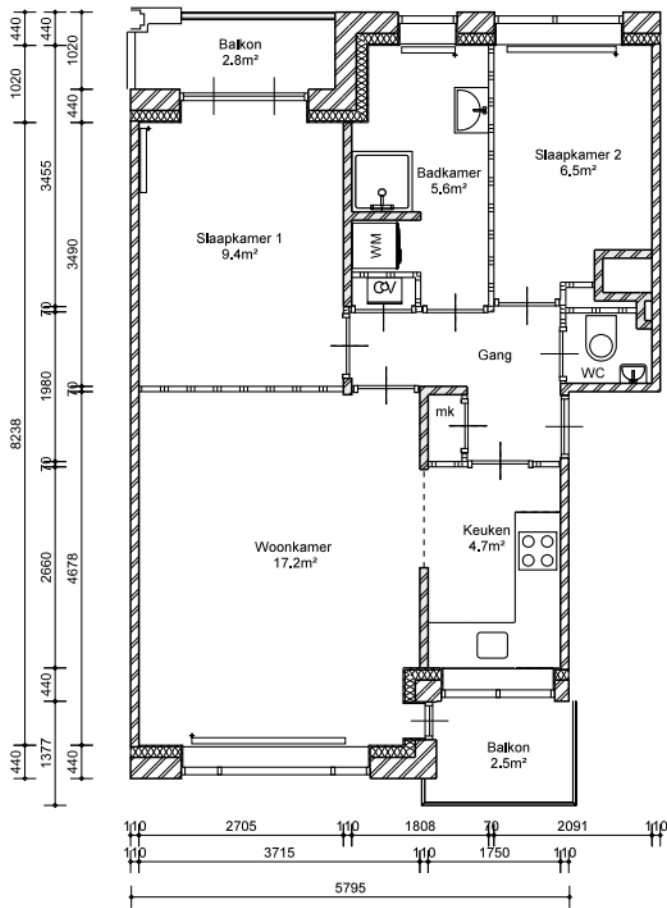 Balkon
2.8m²
Badkamer
5.6m²
Slaapkamer 2
6.5m²
Slaapkamer 1
9.4m²
WM
CV
Gang
WC
mk
Woonkamer
17.2m²
Keuken
4.7m²
Balkon
2.5m²
440
1020
8238
440
440
3455
70
1980
70
2660
440
1377
1020
440
3490
70
4678
440
110
2705
110
1808
70
2091
110
110
3715
110
1750
110
5795